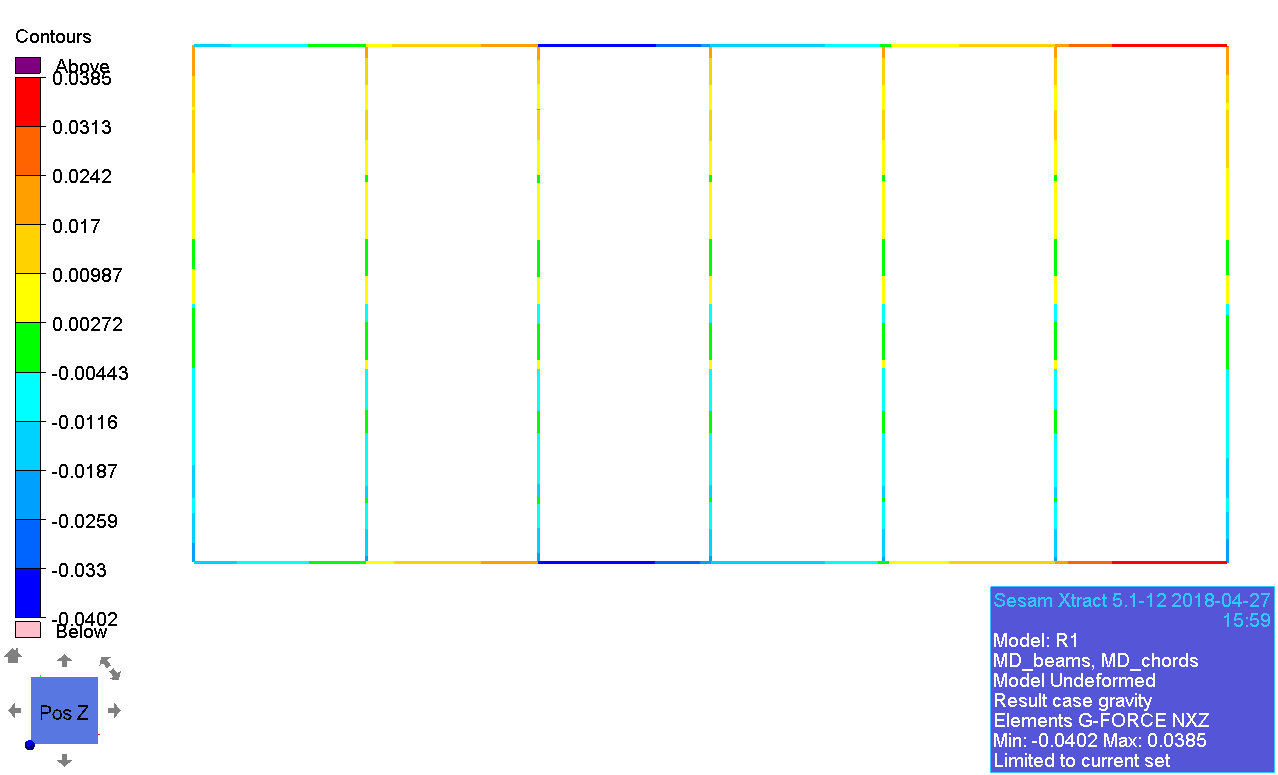 Contours
Above
0.0385
0.0313
0.0242
0.017
0.00987
0.00272
-0.00443
-0.0116
-0.0187
-0.0259
-0.033
-0.0402
Below
Pos Z
Sesam Xtract 5.1-12 2018-04-27
15:59
Model: R1
MD_beams, MD_chords
Model Undeformed
Result case gravity
Elements G-FORCE NXZ
Min: -0.0402 Max: 0.0385
Limited to current set